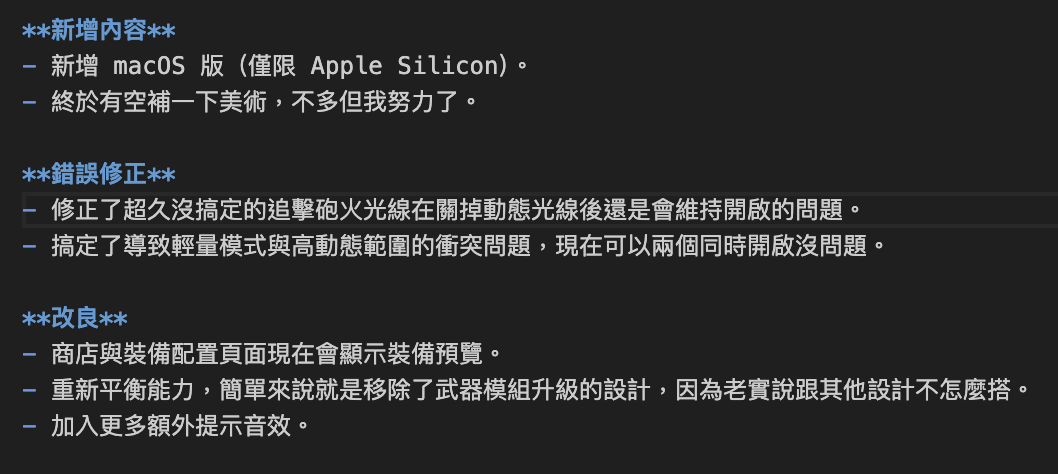 **新增內容**
- 新增 macOS 版（僅限 Apple Silicon）。
- 終於有空補一下美術，不多但我努力了。
**錯誤修正**
- 修正了超久沒搞定的追擊砲火光線在關掉動態光線後還是會維持開啟的問題。
- 搞定了導致輕量模式與高動態範圍的衝突問題，現在可以兩個同時開啟沒問題。
**改良**
- 商店與裝備配置頁面現在會顯示裝備預覽。
- 重新平衡能力，簡單來說就是移除了武器模組升級的設計，因為老實說跟其他設計不怎麼搭。
- 加入更多額外提示音效。